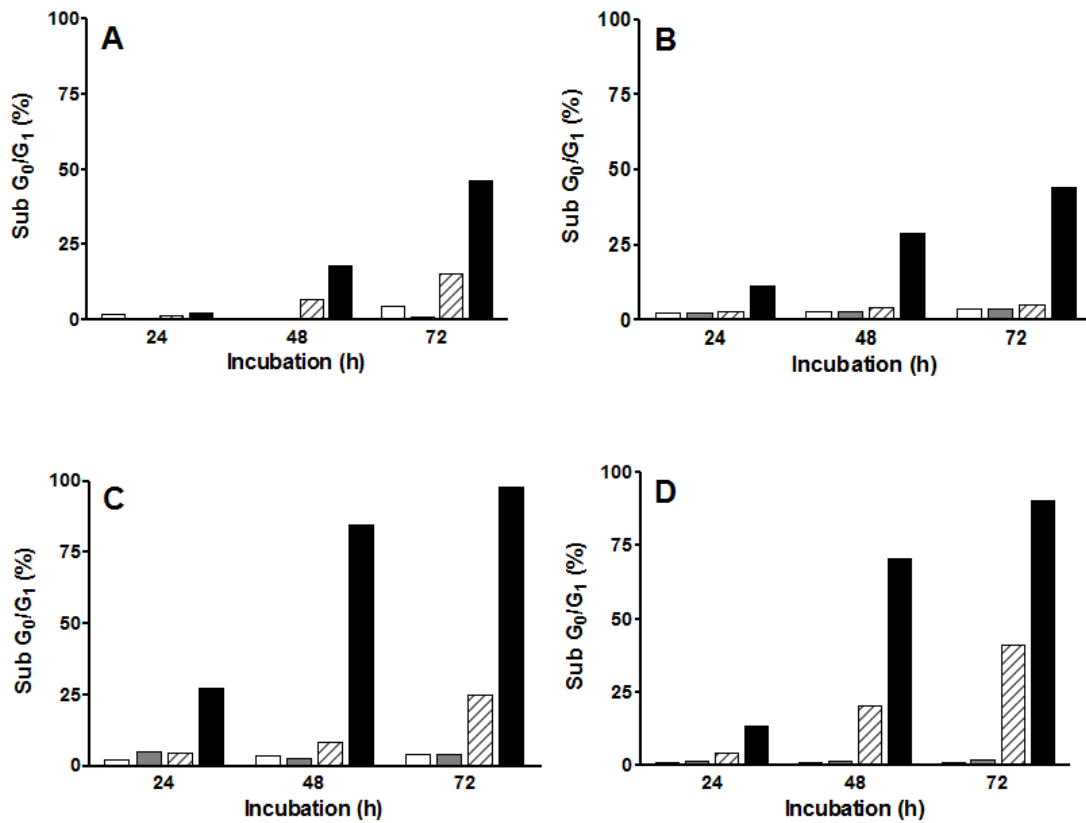 A
Sub G₀/G₁ (%)
100
75
50
25
0
24 48 72
Incubation (h)
B
Sub G₀/G₁ (%)
100
75
50
25
0
24 48 72
Incubation (h)
C
Sub G₀/G₁ (%)
100
75
50
25
0
24 48 72
Incubation (h)
D
Sub G₀/G₁ (%)
100
75
50
25
0
24 48 72
Incubation (h)